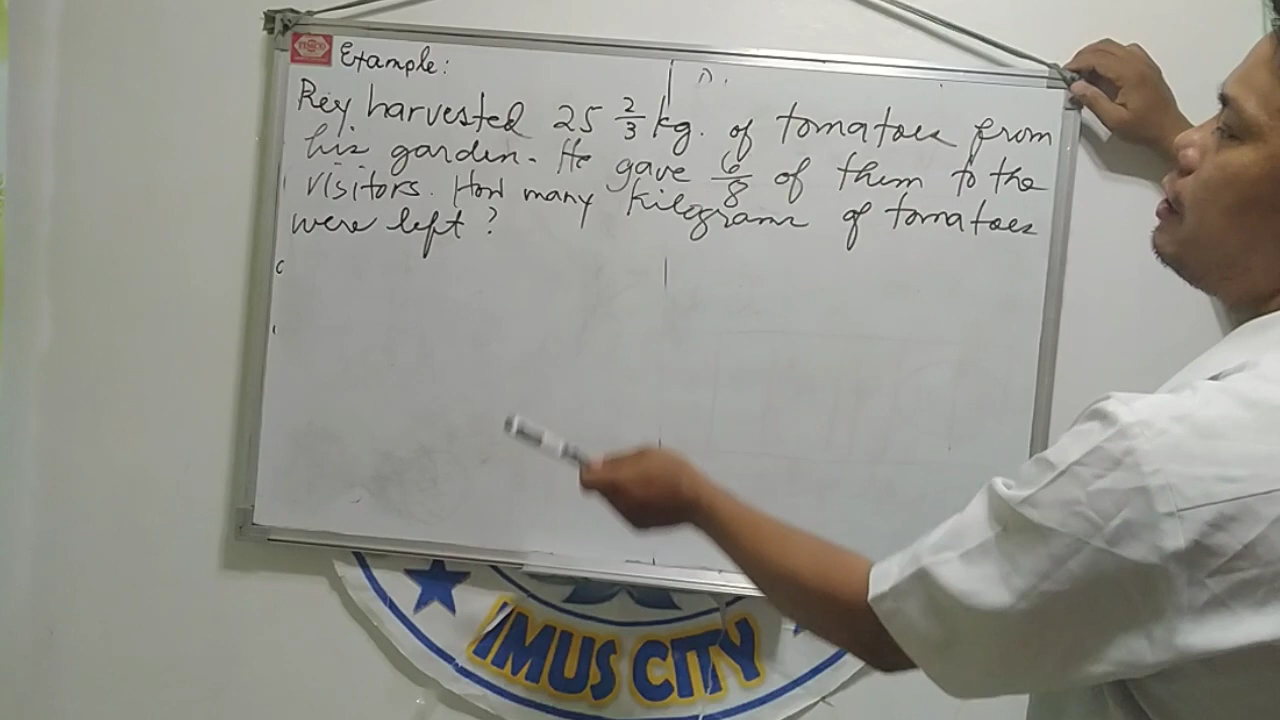 Example:
Rey harvested 25 2/3 kg. of tomatoes from
his garden. He gave 6/8 of them to the
visitors. How many kilograms of tomatoes
were left?
IMUS CITY